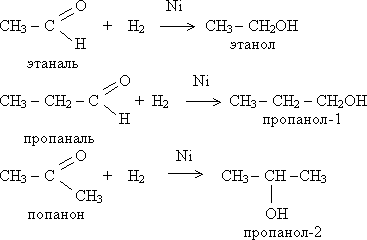 O
Ni
CH₃ – C + H₂ CH₃ – CH₂OH
H
этаналь этанол
O
Ni
CH₃ – CH₂ – C + H₂ CH₃ – CH₂ – CH₂OH
H
пропаналь пропанол-1
O
Ni
CH₃ – C + H₂ CH₃ – CH – CH₃
CH₃
попанон OH
пропанол-2